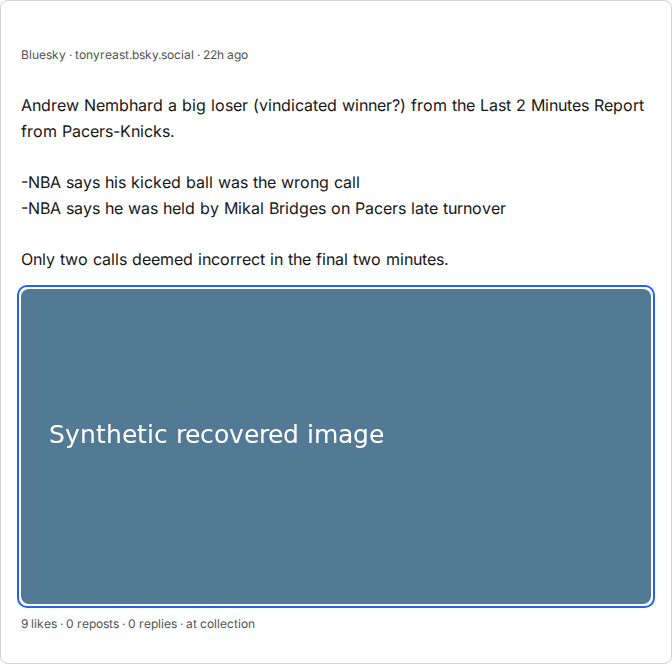 Bluesky · tonyreast.bsky.social · 22h ago
Andrew Nembhard a big loser (vindicated winner?) from the Last 2 Minutes Report
from Pacers-Knicks.
-NBA says his kicked ball was the wrong call
-NBA says he was held by Mikal Bridges on Pacers late turnover
Only two calls deemed incorrect in the final two minutes.
Synthetic recovered image
9 likes · 0 reposts · 0 replies · at collection